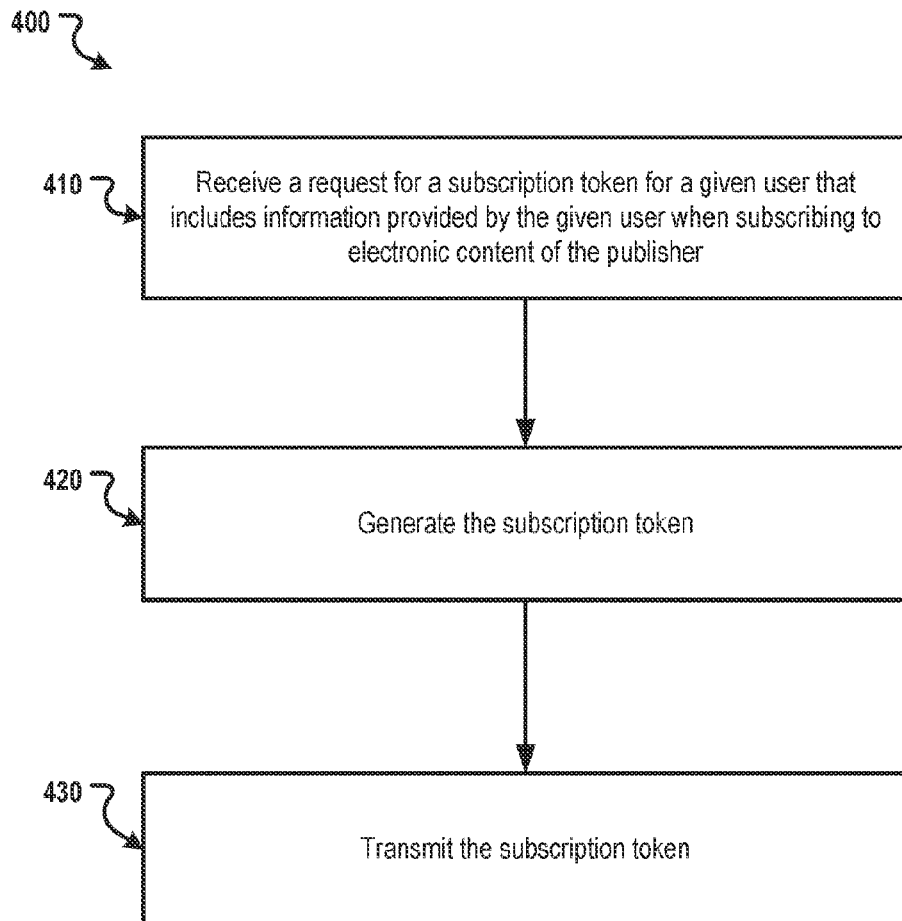 400
410
Receive a request for a subscription token for a given user that
includes information provided by the given user when subscribing to
electronic content of the publisher
420
Generate the subscription token
430
Transmit the subscription token